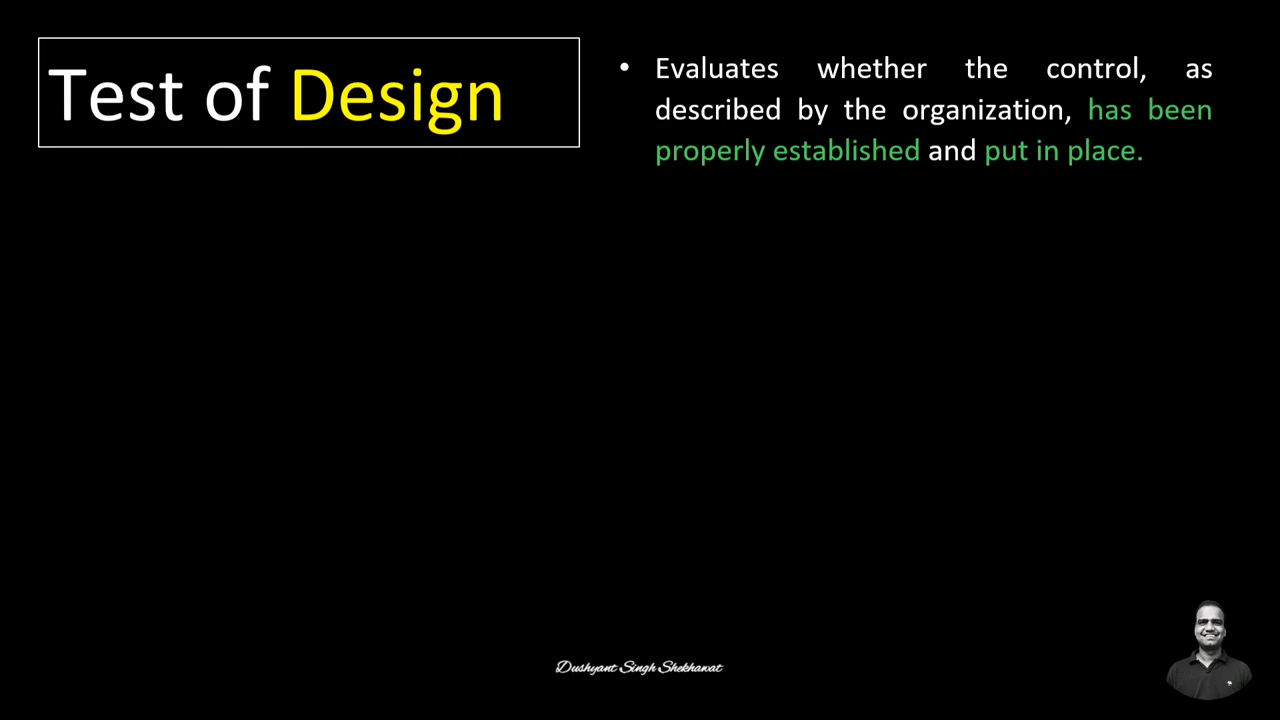 Test of Design
• Evaluates whether the control, as
described by the organization, has been
properly established and put in place.
Dushyant Singh Shekhawat